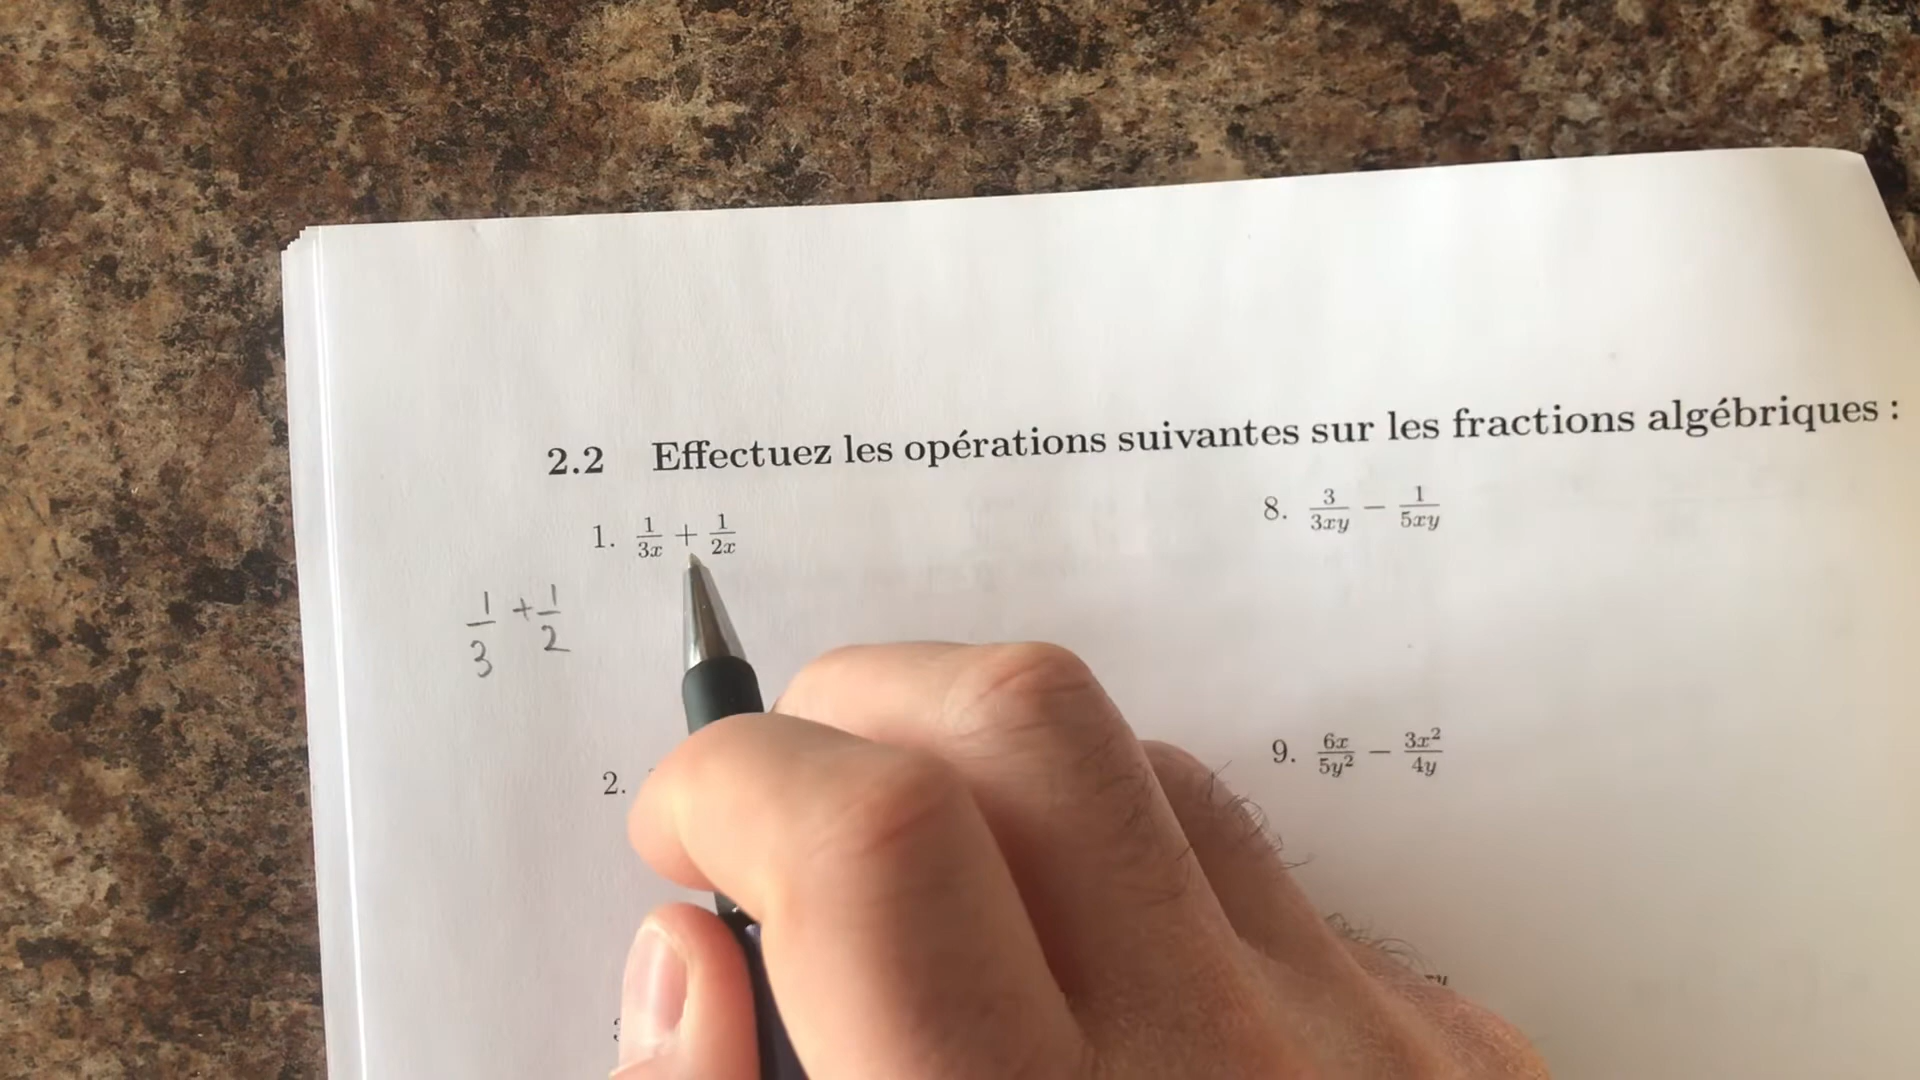 2.2 Effectuez les opérations suivantes sur les fractions algébriques :
1. 1/3x + 1/2x
1/3 + 1/2
2.
8. 3/3xy − 1/5xy
9. 6x/5y² − 3x²/4y